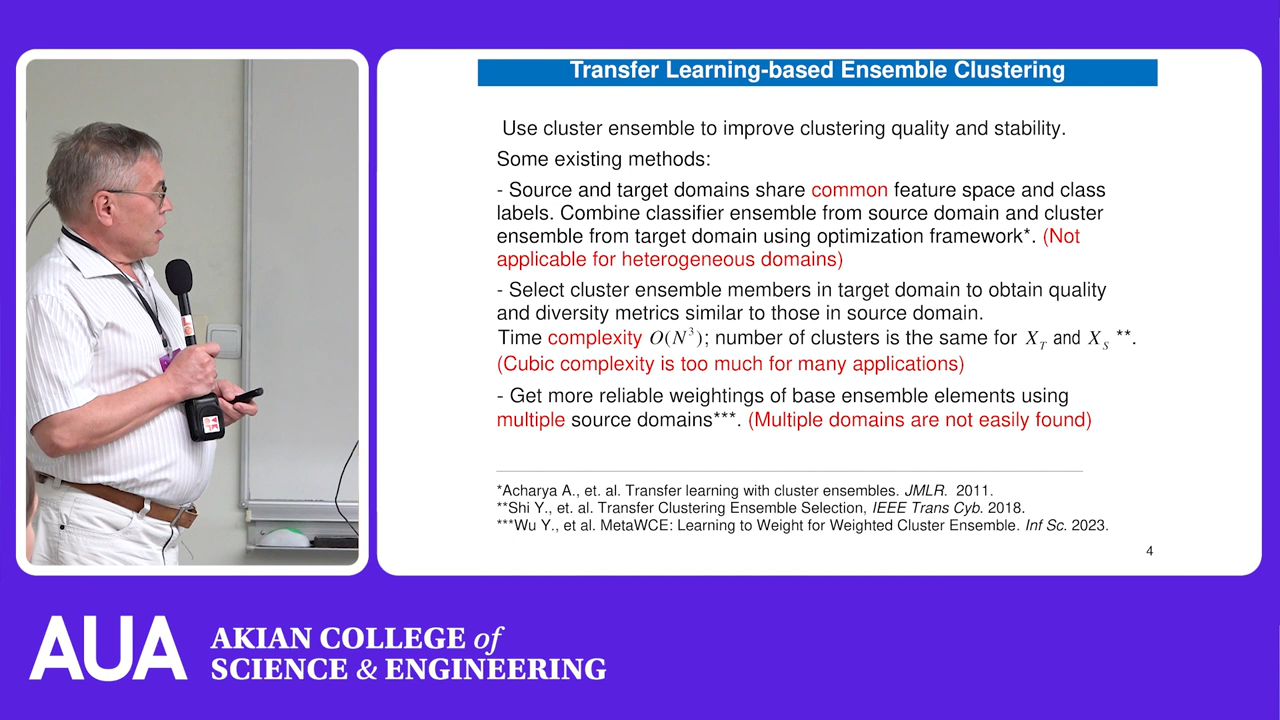 Transfer Learning-based Ensemble Clustering
Use cluster ensemble to improve clustering quality and stability.
Some existing methods:
- Source and target domains share common feature space and class
labels. Combine classifier ensemble from source domain and cluster
ensemble from target domain using optimization framework*. (Not
applicable for heterogeneous domains)
- Select cluster ensemble members in target domain to obtain quality
and diversity metrics similar to those in source domain.
Time complexity O(N³); number of clusters is the same for X_T and X_S **.
(Cubic complexity is too much for many applications)
- Get more reliable weightings of base ensemble elements using
multiple source domains***. (Multiple domains are not easily found)
*Acharya A., et. al. Transfer learning with cluster ensembles. JMLR. 2011.
**Shi Y., et. al. Transfer Clustering Ensemble Selection, IEEE Trans Cyb. 2018.
***Wu Y., et al. MetaWCE: Learning to Weight for Weighted Cluster Ensemble. Inf Sc. 2023.
4
AUA
AKIAN COLLEGE of
SCIENCE & ENGINEERING